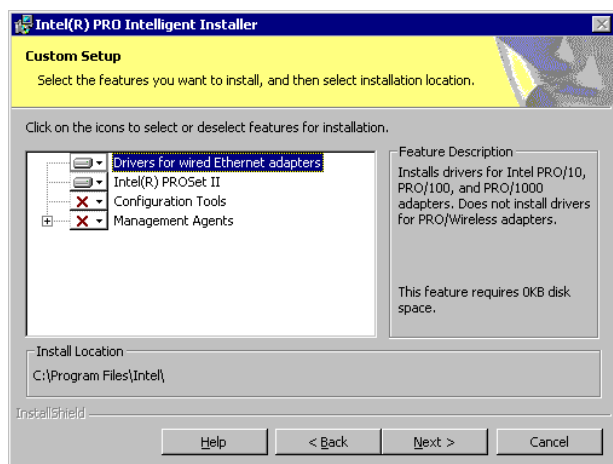 Intel(R) PRO Intelligent Installer
Custom Setup
Select the features you want to install, and then select installation location.
Click on the icons to select or deselect features for installation.
Drivers for wired Ethernet adapters
Intel(R) PROSet II
Configuration Tools
Management Agents
Feature Description
Installs drivers for Intel PRO/10,
PRO/100, and PRO/1000
adapters. Does not install drivers
for PRO/Wireless adapters.
This feature requires 0KB disk
space.
Install Location
C:\Program Files\Intel\
InstallShield
Help
< Back
Next >
Cancel